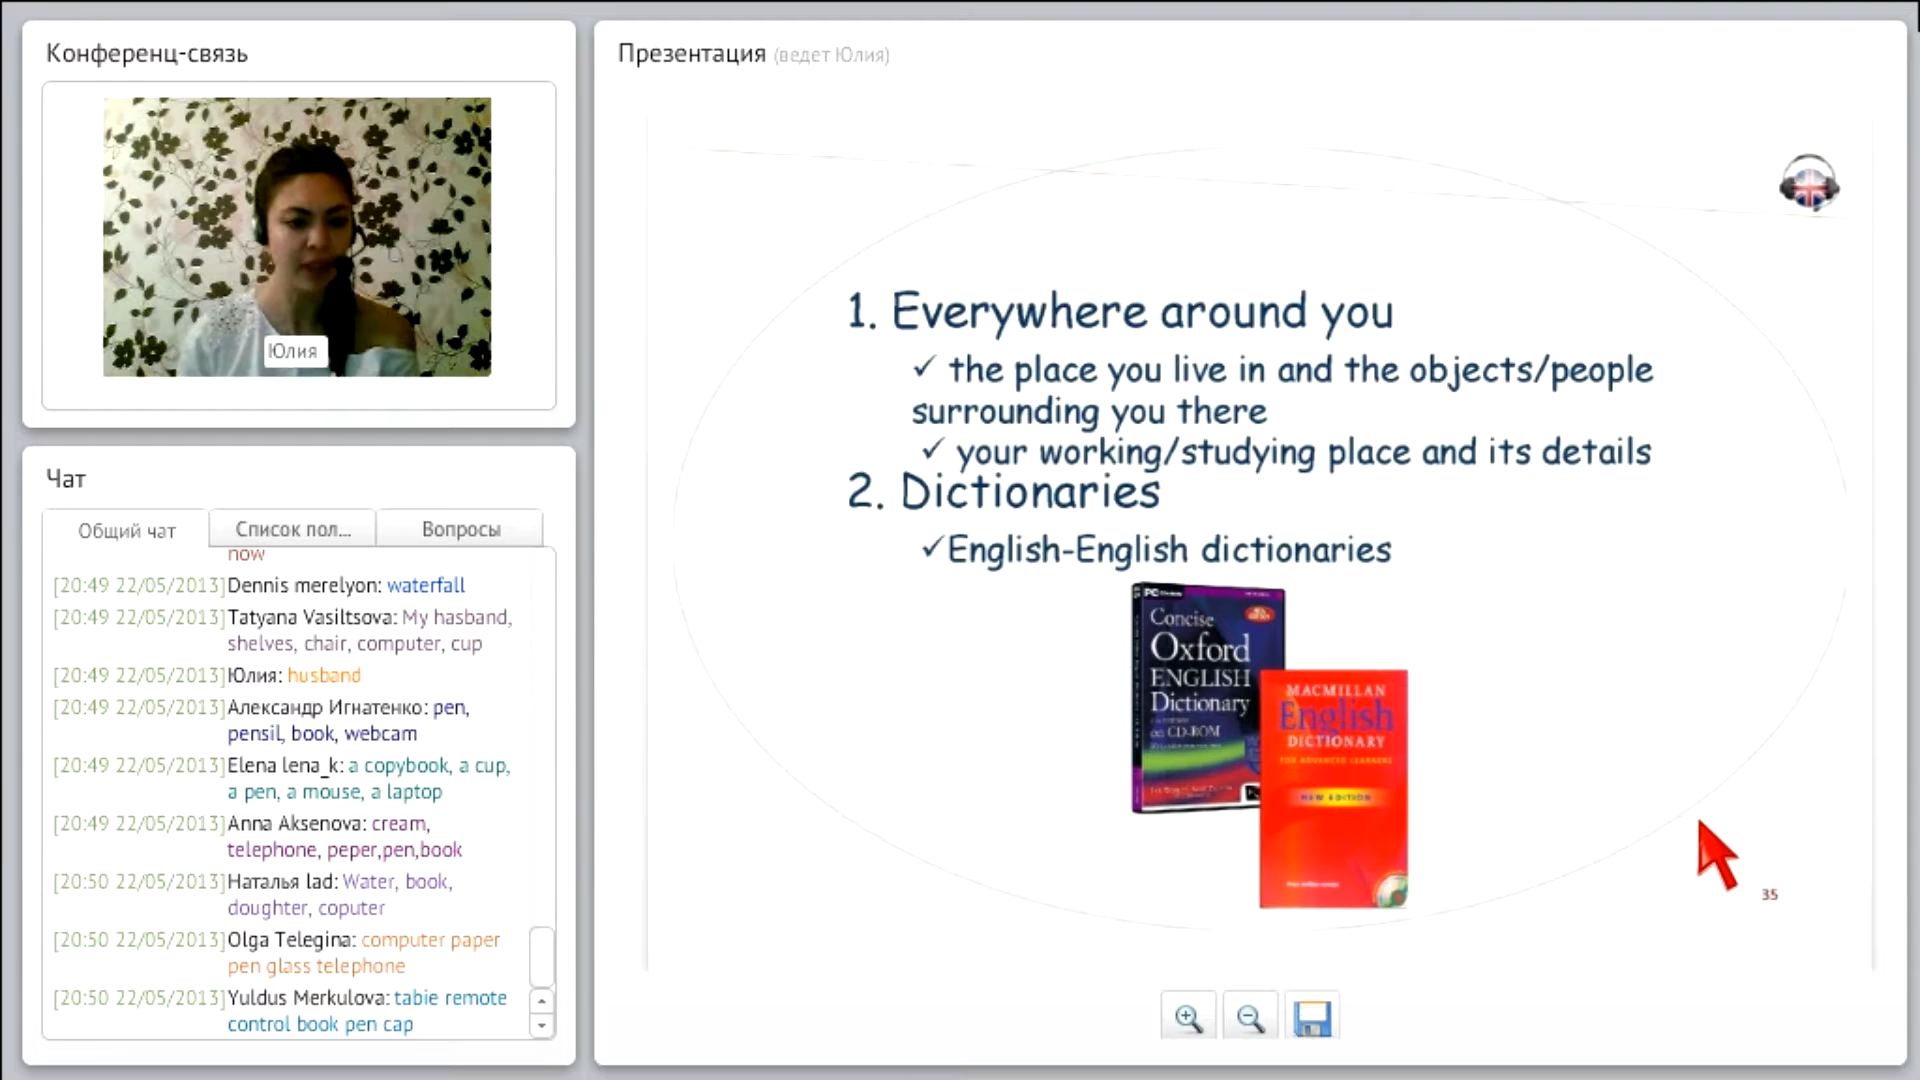 Конференц-связь
Юлия
Чат
Общий чат
Список пол...
Вопросы
now
[20:49 22/05/2013]Dennis merelyon: waterfall
[20:49 22/05/2013]Tatyana Vasiltsova: My hasband,
shelves, chair, computer, cup
[20:49 22/05/2013]Юлия: husband
[20:49 22/05/2013]Александр Игнатенко: pen,
pensil, book, webcam
[20:49 22/05/2013]Elena lena_k: a copybook, a cup,
a pen, a mouse, a laptop
[20:49 22/05/2013]Anna Aksenova: cream,
telephone, peper,pen,book
[20:50 22/05/2013]Наталья lad: Water, book,
doughter, coputer
[20:50 22/05/2013]Olga Telegina: computer paper
pen glass telephone
[20:50 22/05/2013]Yuldus Merkulova: tabie remote
control book pen cap
Презентация (ведет Юлия)
1. Everywhere around you
✓ the place you live in and the objects/people
surrounding you there
✓ your working/studying place and its details
2. Dictionaries
✓English-English dictionaries
PC
Concise
Oxford
ENGLISH
Dictionary
on CD-ROM
MACMILLAN
English
DICTIONARY
FOR ADVANCED LEARNERS
NEW EDITION
35